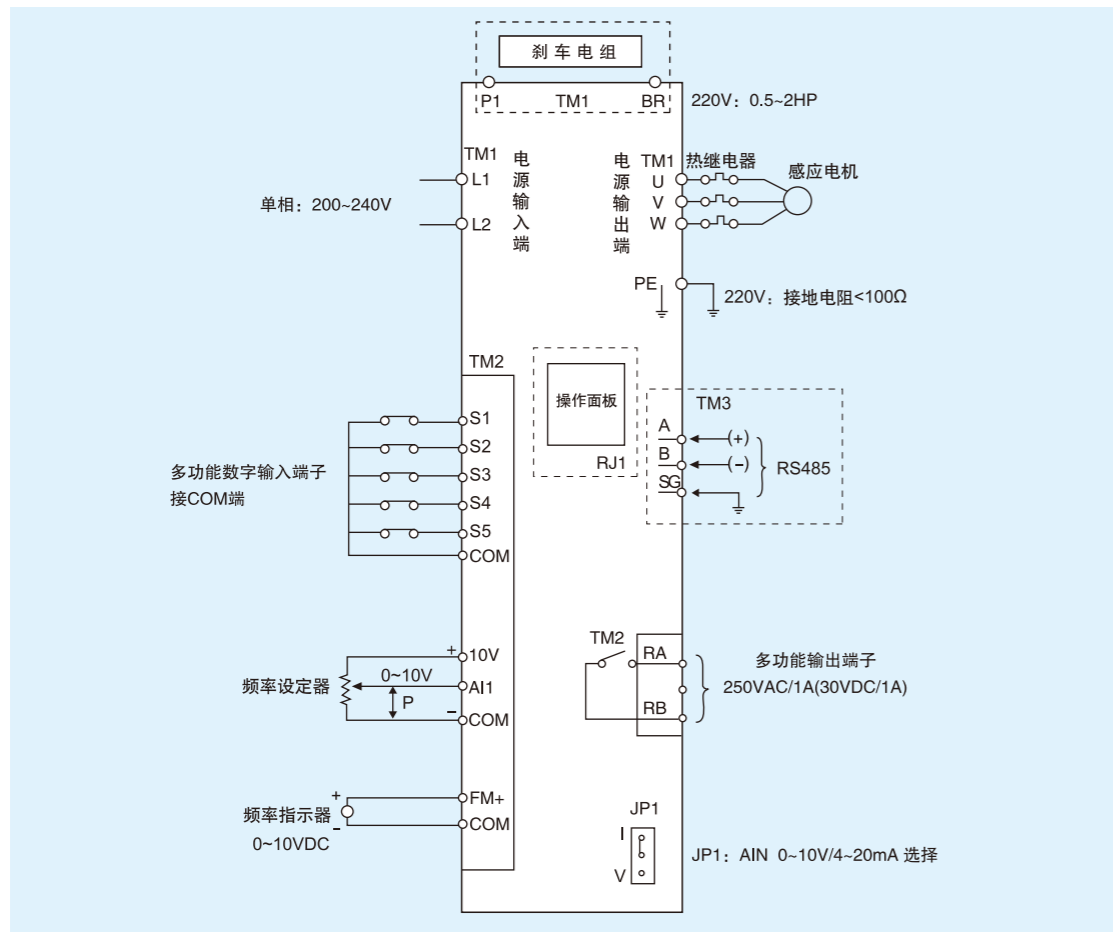 刹车电组
P1 TM1 BR
220V：0.5~2HP
TM1
L1
L2
电源输入端
单相：200~240V
电源输出端
TM1
U
V
W
热继电器
感应电机
PE
220V：接地电阻<100Ω
TM2
操作面板
RJ1
TM3
A (+)
B (−)
SG
RS485
S1
S2
S3
S4
S5
COM
多功能数字输入端子
接COM端
+ 10V
0~10V
AI1
P
− COM
频率设定器
TM2
RA
RB
多功能输出端子
250VAC/1A(30VDC/1A)
+ FM+
− COM
频率指示器
0~10VDC
JP1
I
V
JP1：AIN 0~10V/4~20mA 选择